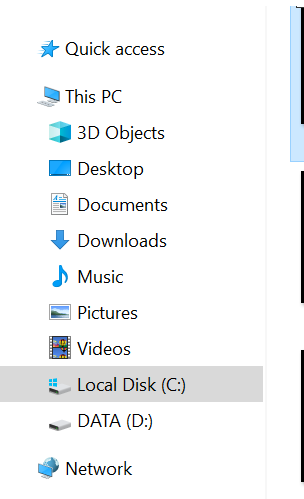 Quick access
This PC
3D Objects
Desktop
Documents
Downloads
Music
Pictures
Videos
Local Disk (C:)
DATA (D:)
Network